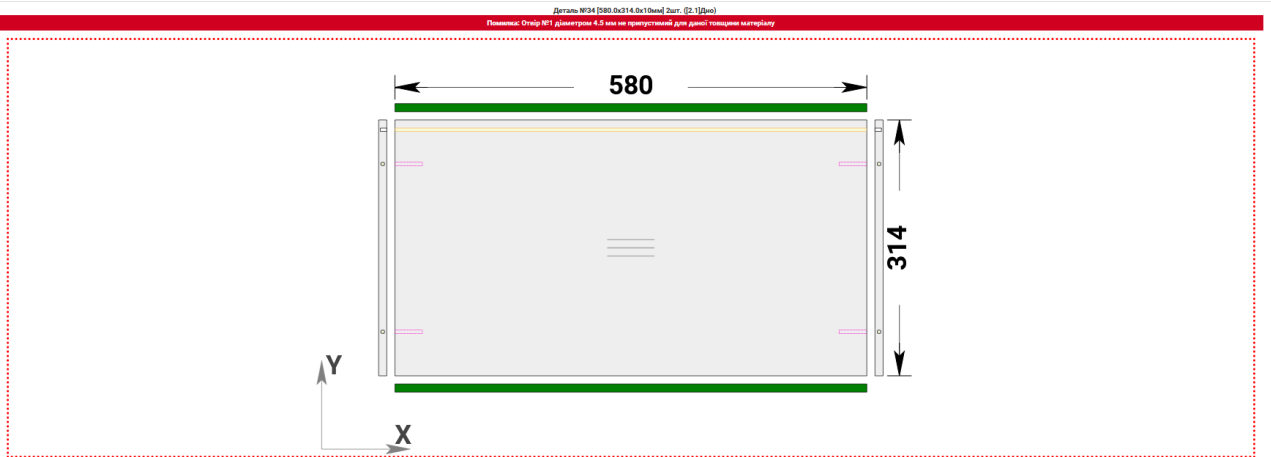 Деталь №34 [580.0x314.0x10мм] 2шт. ([2.1]Дно)
Помилка: Отвір №1 діаметром 4.5 мм не припустимий для даної товщини матеріалу
580
314
Y
X